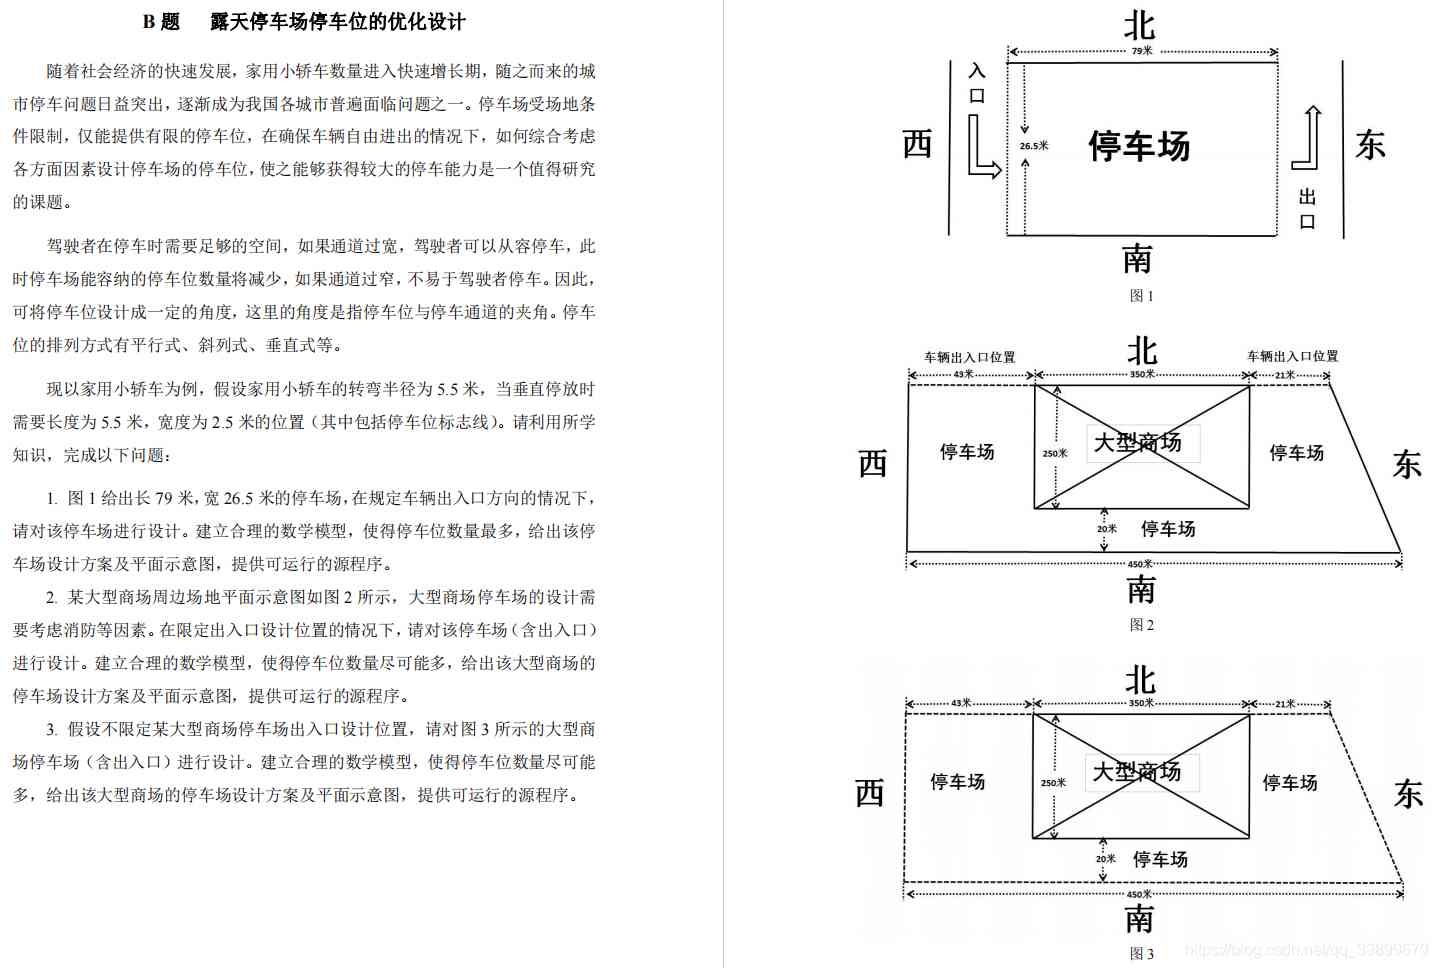 B 题 露天停车场停车位的优化设计
随着社会经济的快速发展，家用小轿车数量进入快速增长期，随之而来的城
市停车问题日益突出，逐渐成为我国各城市普遍面临问题之一。停车场受场地条
件限制，仅能提供有限的停车位，在确保车辆自由进出的情况下，如何综合考虑
各方面因素设计停车场的停车位，使之能够获得较大的停车能力是一个值得研究
的课题。
驾驶者在停车时需要足够的空间，如果通道过宽，驾驶者可以从容停车，此
时停车场能容纳的停车位数量将减少，如果通道过窄，不易于驾驶者停车。因此，
可将停车位设计成一定的角度，这里的角度是指停车位与停车通道的夹角。停车
位的排列方式有平行式、斜列式、垂直式等。
现以家用小轿车为例，假设家用小轿车的转弯半径为 5.5 米，当垂直停放时
需要长度为 5.5 米，宽度为 2.5 米的位置（其中包括停车位标志线）。请利用所学
知识，完成以下问题：
1. 图 1 给出长 79 米，宽 26.5 米的停车场，在规定车辆出入口方向的情况下，
请对该停车场进行设计。建立合理的数学模型，使得停车位数量最多，给出该停
车场设计方案及平面示意图，提供可运行的源程序。
2. 某大型商场周边场地平面示意图如图 2 所示，大型商场停车场的设计需
要考虑消防等因素。在限定出入口设计位置的情况下，请对该停车场（含出入口）
进行设计。建立合理的数学模型，使得停车位数量尽可能多，给出该大型商场的
停车场设计方案及平面示意图，提供可运行的源程序。
3. 假设不限定某大型商场停车场出入口设计位置，请对图 3 所示的大型商
场停车场（含出入口）进行设计。建立合理的数学模型，使得停车位数量尽可能
多，给出该大型商场的停车场设计方案及平面示意图，提供可运行的源程序。
北
79米
入口
西
26.5米
停车场
东
出口
南
图 1
北
车辆出入口位置
车辆出入口位置
43米
350米
21米
西
停车场
250米
大型商场
停车场
东
20米
停车场
450米
南
图 2
北
43米
350米
21米
西
停车场
250米
大型商场
停车场
东
20米
停车场
450米
南
图 3
https://blog.csdn.net/qq_39899679